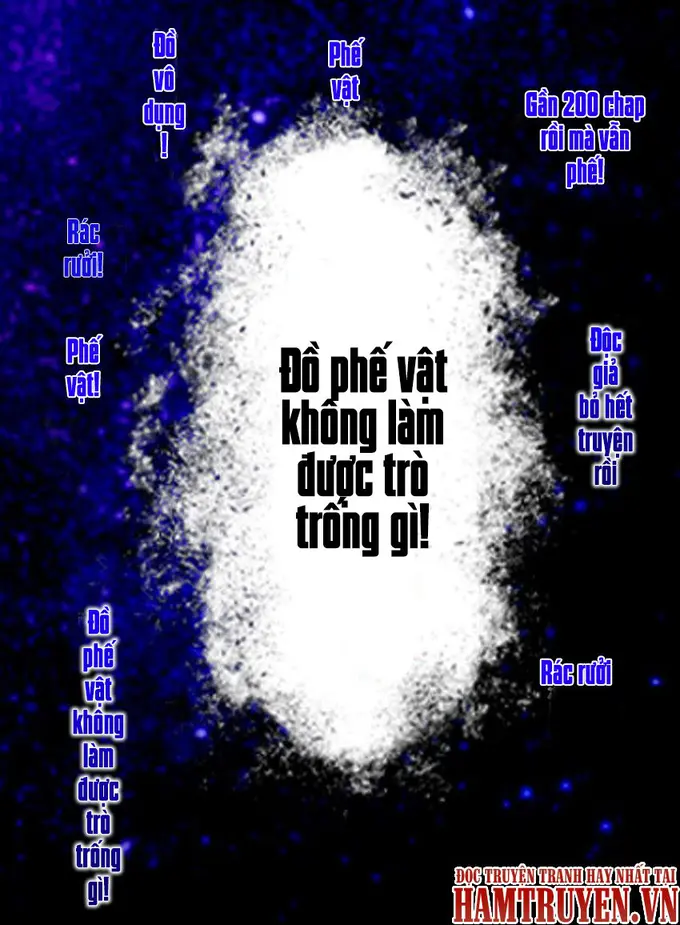 Đồ
vô
dụng
!
Phế
vật
Gần 200 chap
rồi mà vẫn
phế!
Rác
rưởi!
Phế
vật!
Đồ phế vật
không làm
được trò
trống gì!
Độc
giả
bỏ hết
truyện
rồi
Đồ
phế
vật
không
làm
được
trò
trống
gì!
Rác rưởi
ĐỌC TRUYỆN TRANH HAY NHẤT TẠI
HAMTRUYEN.VN